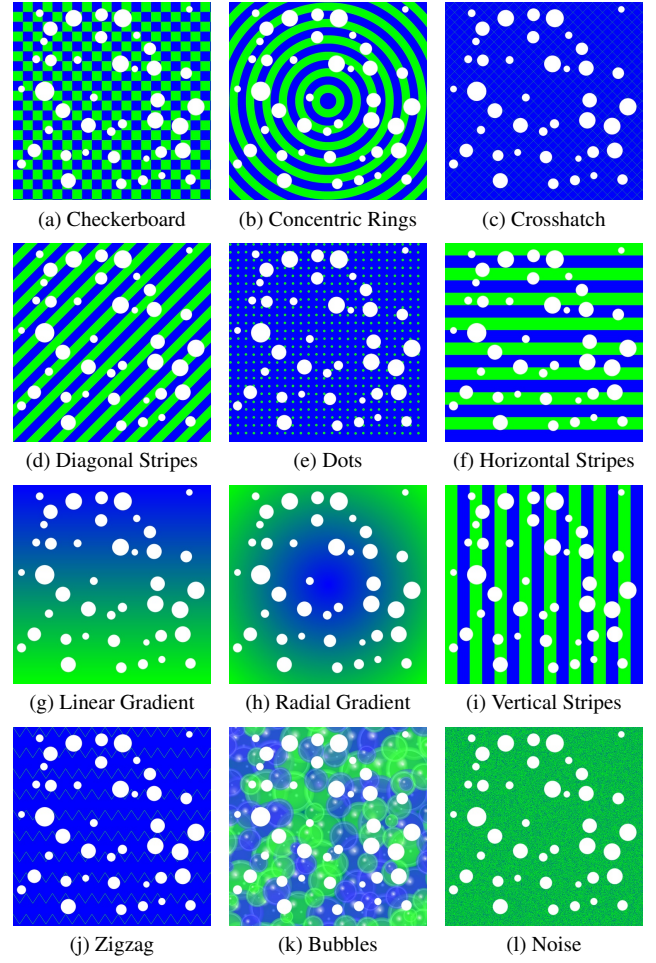 (a) Checkerboard
(b) Concentric Rings
(c) Crosshatch
(d) Diagonal Stripes
(e) Dots
(f) Horizontal Stripes
(g) Linear Gradient
(h) Radial Gradient
(i) Vertical Stripes
(j) Zigzag
(k) Bubbles
(l) Noise